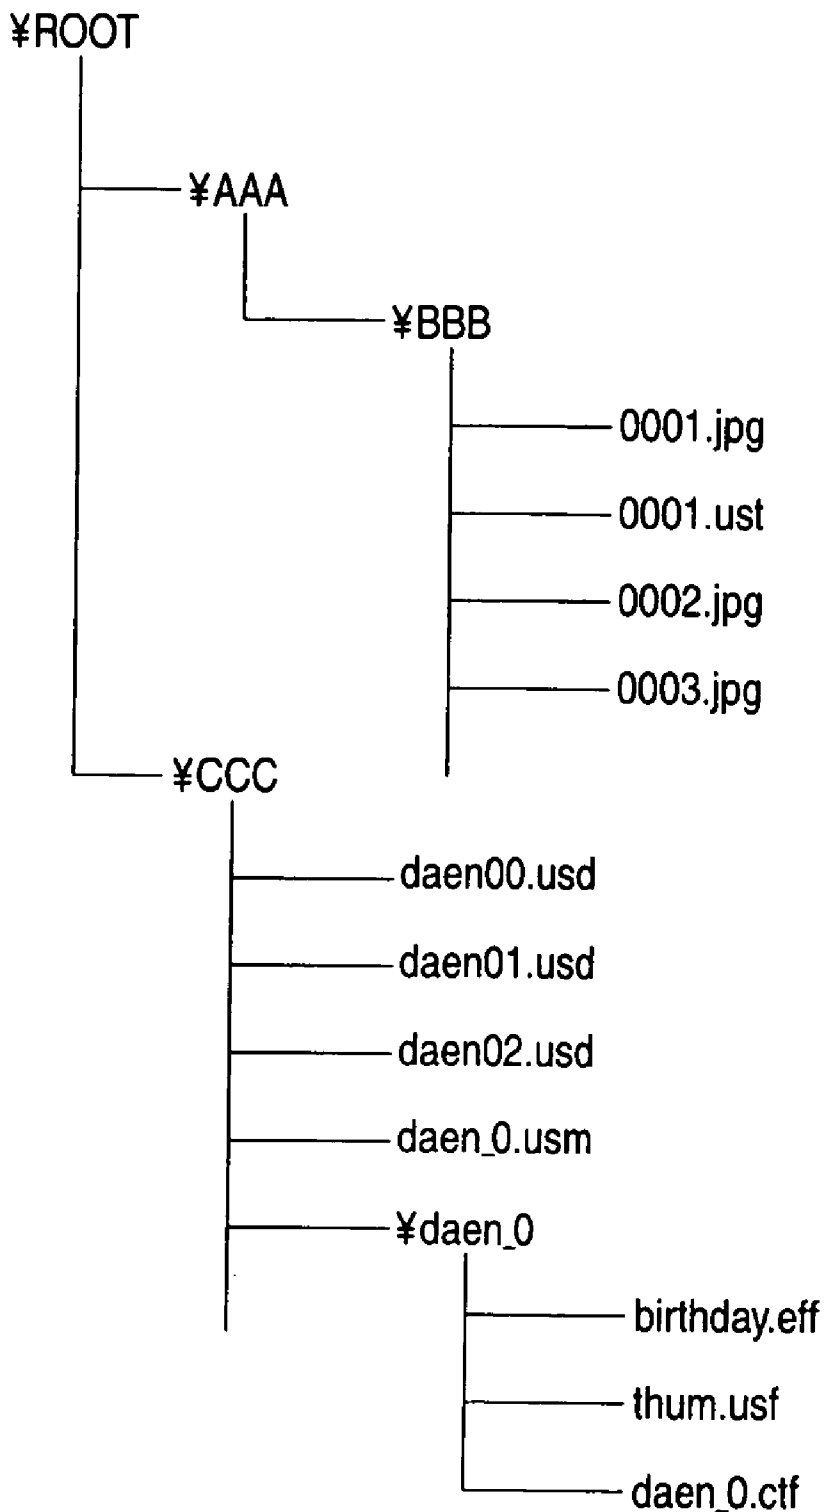 ¥ROOT
¥AAA
¥BBB
0001.jpg
0001.ust
0002.jpg
0003.jpg
¥CCC
daen00.usd
daen01.usd
daen02.usd
daen_0.usm
¥daen_0
birthday.eff
thum.usf
daen_0.ctf